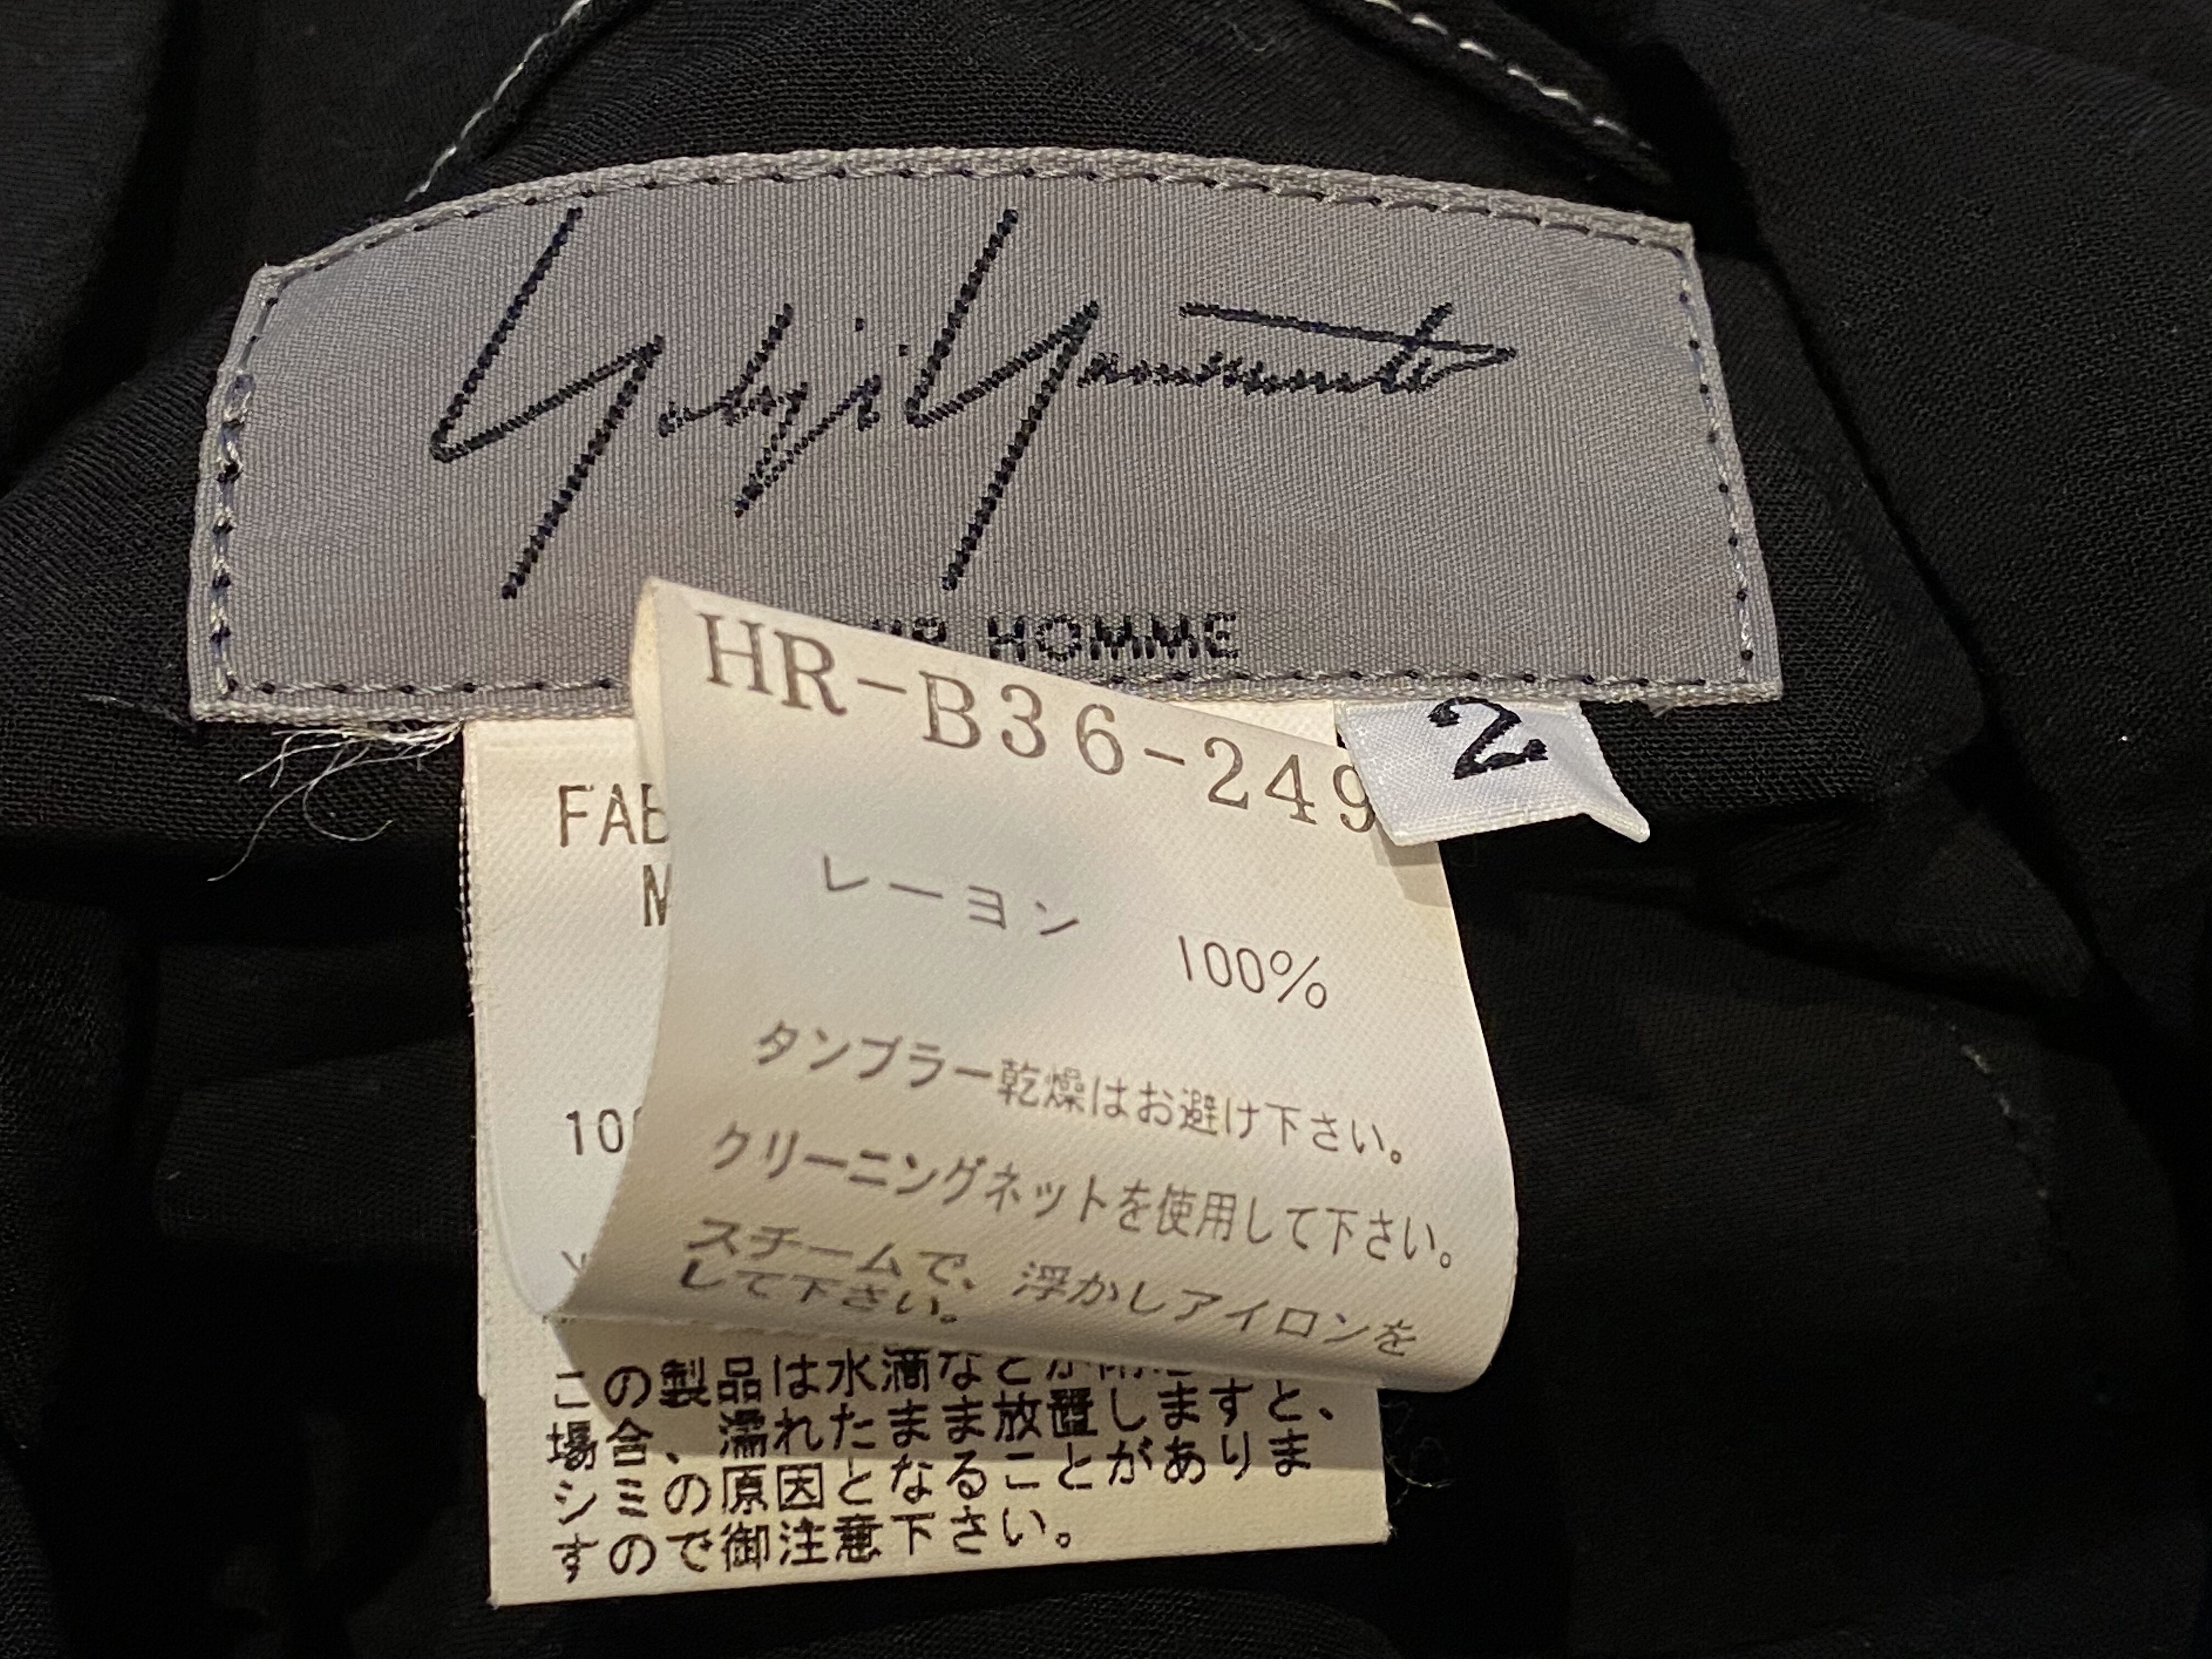 Yohji Yamamoto
HOMME
2
HR-B36-249
レーヨン 100%
タンブラー乾燥はお避け下さい。
クリーニングネットを使用して下さい。
スチームで、浮かしアイロンを
して下さい。
この製品は水滴など
場合、濡れたまま放置しますと、
シミの原因となることがありま
すので御注意下さい。